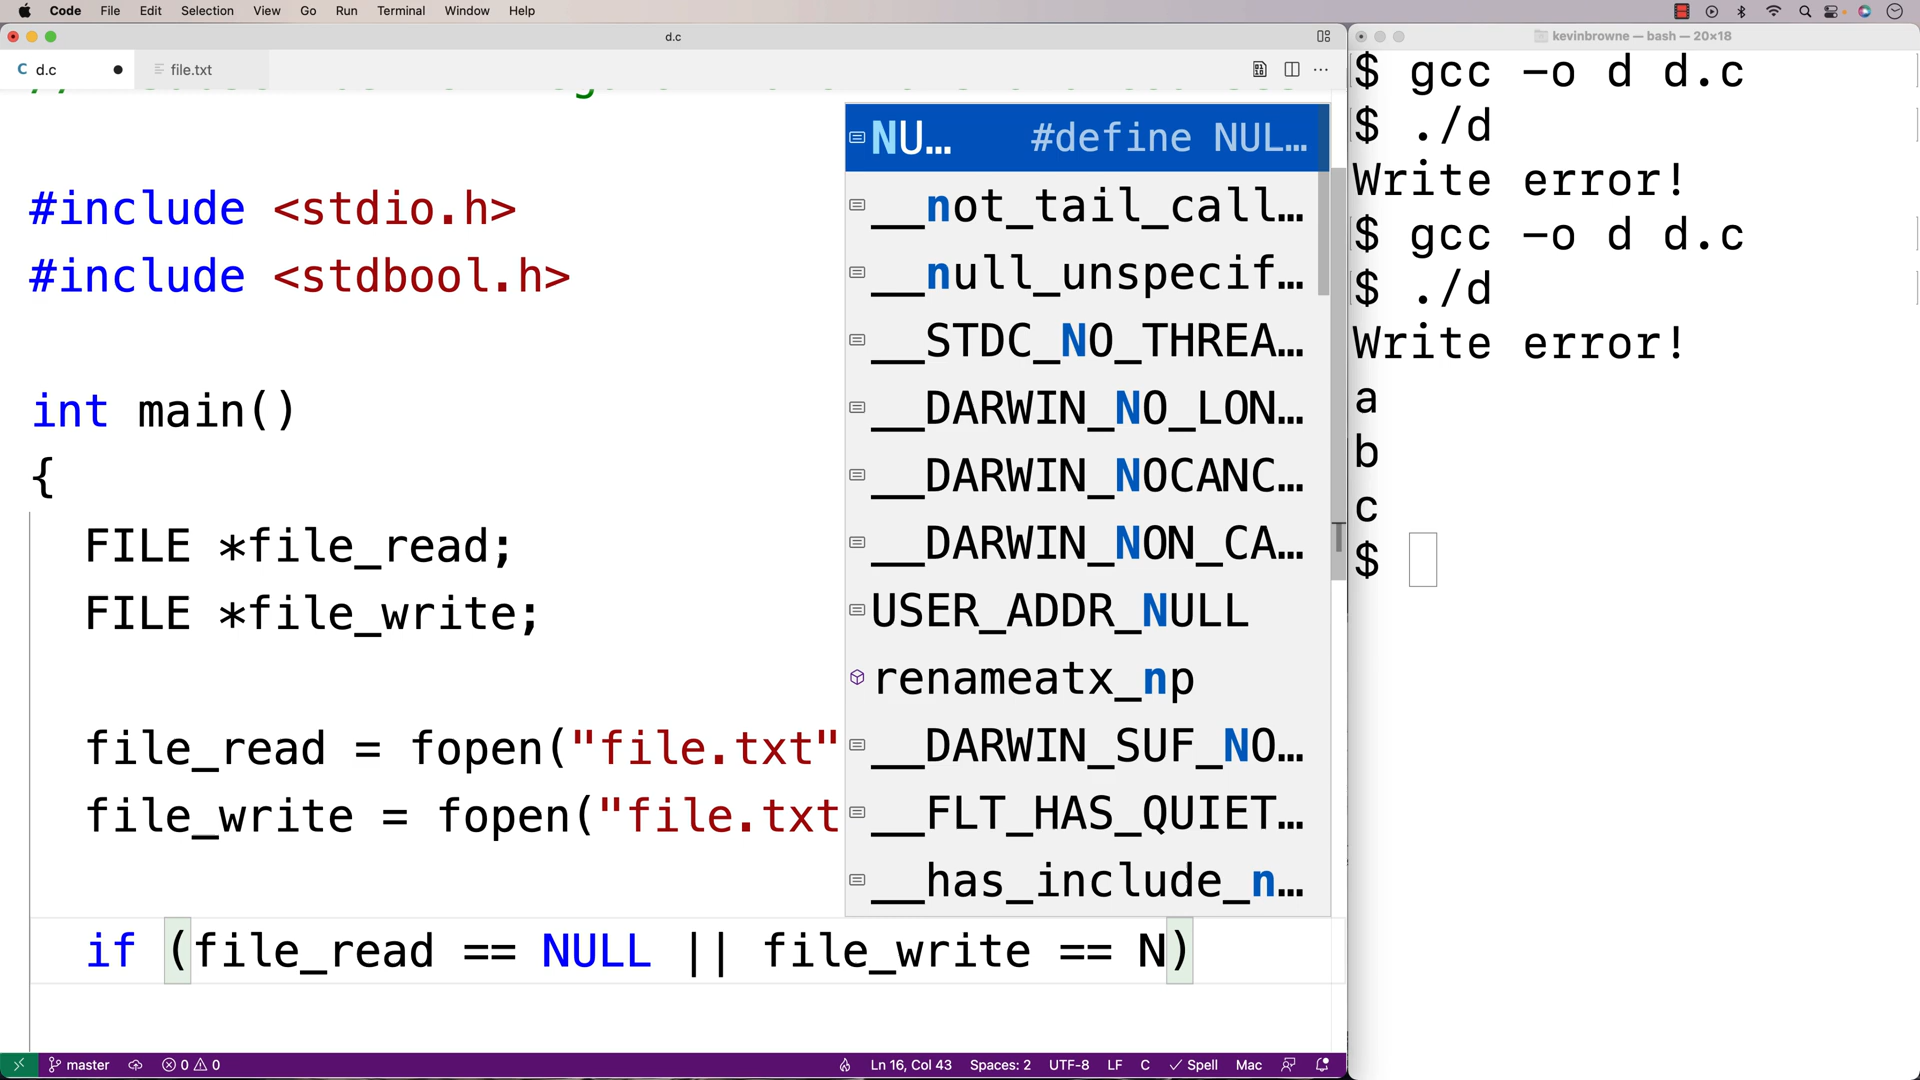 Code File Edit Selection View Go Run Terminal Window Help
d.c
kevinbrowne — bash — 20×18
C d.c
file.txt
#include <stdio.h>
#include <stdbool.h>
int main()
{
FILE *file_read;
FILE *file_write;
file_read = fopen("file.txt"
file_write = fopen("file.txt
if (file_read == NULL || file_write == N)
NU… #define NUL…
__not_tail_call…
__null_unspecif…
__STDC_NO_THREA…
__DARWIN_NO_LON…
__DARWIN_NOCANC…
__DARWIN_NON_CA…
USER_ADDR_NULL
renameatx_np
__DARWIN_SUF_NO…
__FLT_HAS_QUIET…
__has_include_n…
$ gcc -o d d.c
$ ./d
Write error!
$ gcc -o d d.c
$ ./d
Write error!
a
b
c
$
master 0 0 Ln 16, Col 43 Spaces: 2 UTF-8 LF C Spell Mac